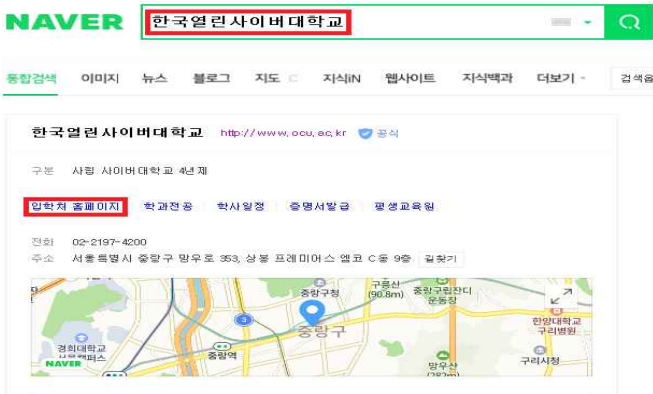 NAVER 한국열린사이버대학교
통합검색 이미지 뉴스 블로그 지도 지식iN 웹사이트 지식백과 더보기 검색옵
한국열린사이버대학교 http://www.ocu.ac.kr 공식
구분 사립 사이버대학교 4년제
입학처 홈페이지 학과전공 학사일정 증명서발급 평생교육원
전화 02-2197-4200
주소 서울특별시 중랑구 망우로 353, 상봉 프레미어스 엠코 C동 9층 길찾기
중랑구청
구릉산
(90.8m)
중랑구립잔디
운동장
중랑구
한양대학교
구리병원
경희대학교
중랑역
NAVER
망우산
(282m)
구리시청